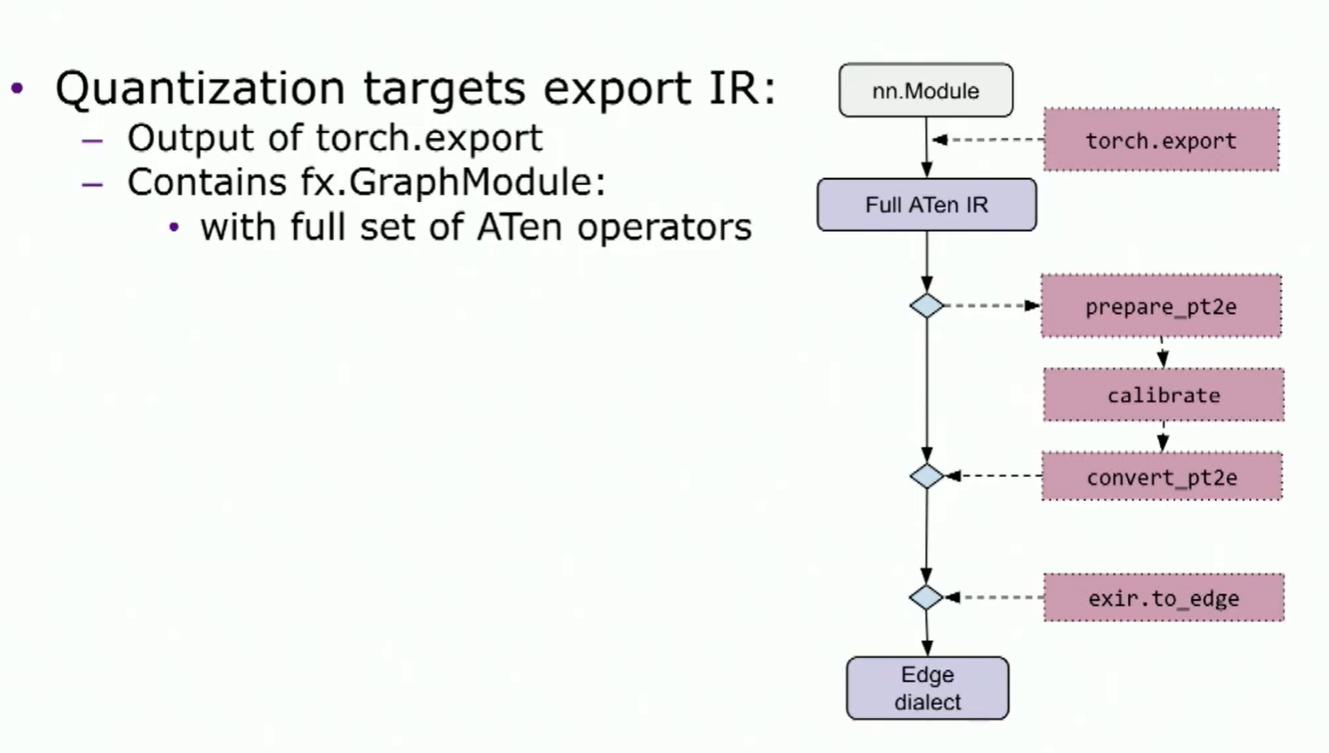 • Quantization targets export IR:
– Output of torch.export
– Contains fx.GraphModule:
• with full set of ATen operators
nn.Module
torch.export
Full ATen IR
prepare_pt2e
calibrate
convert_pt2e
exir.to_edge
Edge
dialect